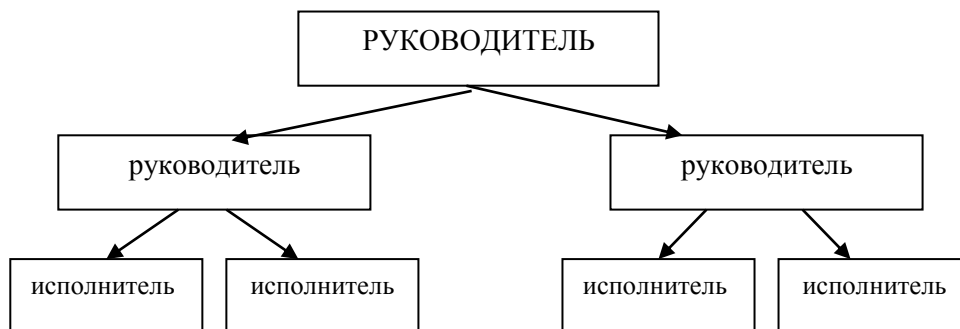 РУКОВОДИТЕЛЬ
руководитель руководитель
исполнитель исполнитель исполнитель исполнитель